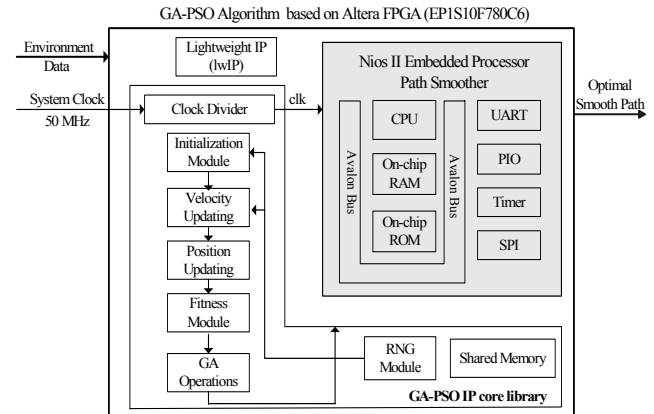 GA-PSO Algorithm based on Altera FPGA (EP1S10F780C6)
Environment
Data
System Clock
50 MHz
Lightweight IP
(lwIP)
Clock Divider
clk
Initialization
Module
Velocity
Updating
Position
Updating
Fitness
Module
GA
Operations
Nios II Embedded Processor
Path Smoother
Avalon Bus
CPU
On-chip
RAM
On-chip
ROM
Avalon Bus
UART
PIO
Timer
SPI
Optimal
Smooth Path
RNG
Module
Shared Memory
GA-PSO IP core library